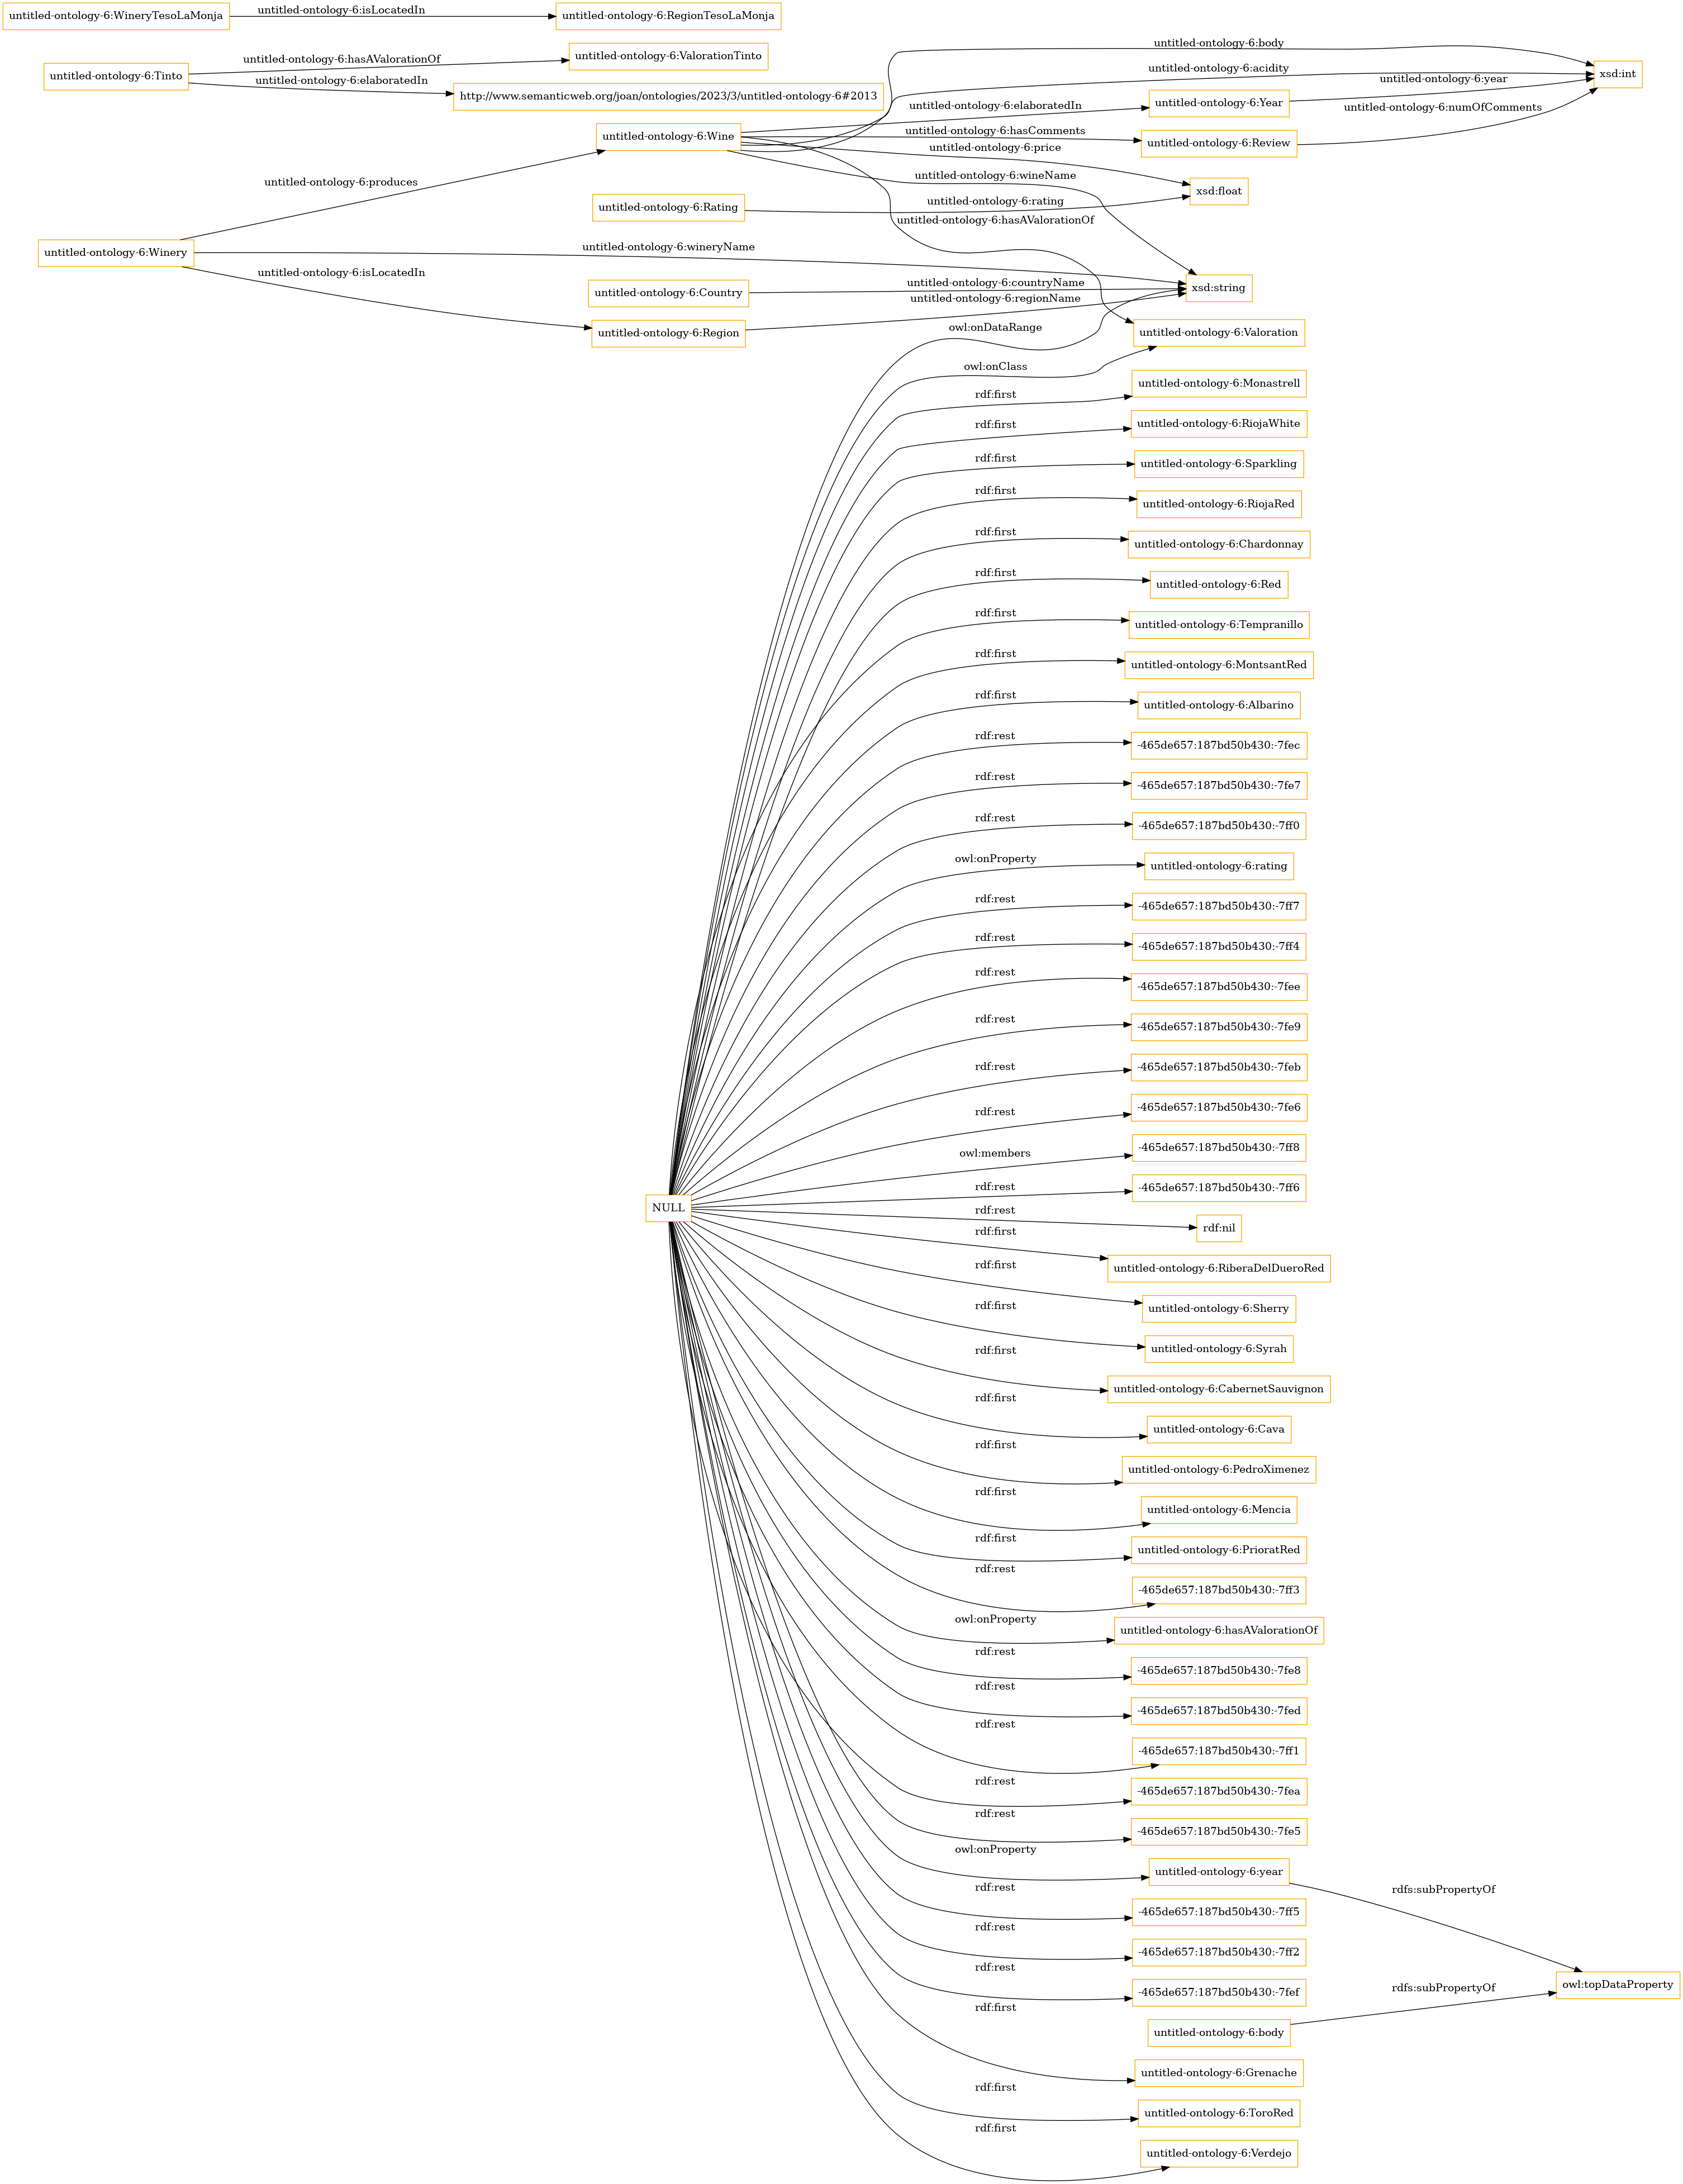 untitled-ontology-6:WineryTesoLaMonja
untitled-ontology-6:isLocatedIn
untitled-ontology-6:RegionTesoLaMonja
untitled-ontology-6:Tinto
untitled-ontology-6:hasAValorationOf
untitled-ontology-6:ValorationTinto
untitled-ontology-6:elaboratedIn
http://www.semanticweb.org/joan/ontologies/2023/3/untitled-ontology-6#2013
untitled-ontology-6:body
xsd:int
untitled-ontology-6:acidity
untitled-ontology-6:year
untitled-ontology-6:elaboratedIn
untitled-ontology-6:Year
untitled-ontology-6:numOfComments
untitled-ontology-6:Wine
untitled-ontology-6:hasComments
untitled-ontology-6:Review
untitled-ontology-6:price
untitled-ontology-6:produces
untitled-ontology-6:wineName
xsd:float
untitled-ontology-6:Rating
untitled-ontology-6:rating
untitled-ontology-6:hasAValorationOf
untitled-ontology-6:Winery
untitled-ontology-6:wineryName
untitled-ontology-6:isLocatedIn
untitled-ontology-6:Country
untitled-ontology-6:countryName
xsd:string
untitled-ontology-6:regionName
untitled-ontology-6:Region
owl:onDataRange
untitled-ontology-6:Valoration
owl:onClass
untitled-ontology-6:Monastrell
rdf:first
untitled-ontology-6:RiojaWhite
rdf:first
untitled-ontology-6:Sparkling
rdf:first
untitled-ontology-6:RiojaRed
rdf:first
untitled-ontology-6:Chardonnay
rdf:first
untitled-ontology-6:Red
rdf:first
untitled-ontology-6:Tempranillo
rdf:first
untitled-ontology-6:MontsantRed
rdf:first
untitled-ontology-6:Albarino
rdf:first
-465de657:187bd50b430:-7fec
rdf:rest
-465de657:187bd50b430:-7fe7
rdf:rest
-465de657:187bd50b430:-7ff0
rdf:rest
untitled-ontology-6:rating
owl:onProperty
-465de657:187bd50b430:-7ff7
rdf:rest
-465de657:187bd50b430:-7ff4
rdf:rest
-465de657:187bd50b430:-7fee
rdf:rest
-465de657:187bd50b430:-7fe9
rdf:rest
-465de657:187bd50b430:-7feb
rdf:rest
-465de657:187bd50b430:-7fe6
rdf:rest
-465de657:187bd50b430:-7ff8
owl:members
-465de657:187bd50b430:-7ff6
rdf:rest
NULL
rdf:rest
rdf:nil
rdf:first
untitled-ontology-6:RiberaDelDueroRed
rdf:first
untitled-ontology-6:Sherry
rdf:first
untitled-ontology-6:Syrah
rdf:first
untitled-ontology-6:CabernetSauvignon
rdf:first
untitled-ontology-6:Cava
rdf:first
untitled-ontology-6:PedroXimenez
rdf:first
untitled-ontology-6:Mencia
rdf:first
untitled-ontology-6:PrioratRed
rdf:rest
-465de657:187bd50b430:-7ff3
owl:onProperty
untitled-ontology-6:hasAValorationOf
rdf:rest
-465de657:187bd50b430:-7fe8
rdf:rest
-465de657:187bd50b430:-7fed
rdf:rest
-465de657:187bd50b430:-7ff1
rdf:rest
-465de657:187bd50b430:-7fea
rdf:rest
-465de657:187bd50b430:-7fe5
owl:onProperty
untitled-ontology-6:year
rdfs:subPropertyOf
rdf:rest
-465de657:187bd50b430:-7ff5
rdf:rest
-465de657:187bd50b430:-7ff2
rdf:rest
-465de657:187bd50b430:-7fef
owl:topDataProperty
rdfs:subPropertyOf
untitled-ontology-6:body
rdf:first
untitled-ontology-6:Grenache
rdf:first
untitled-ontology-6:ToroRed
rdf:first
untitled-ontology-6:Verdejo